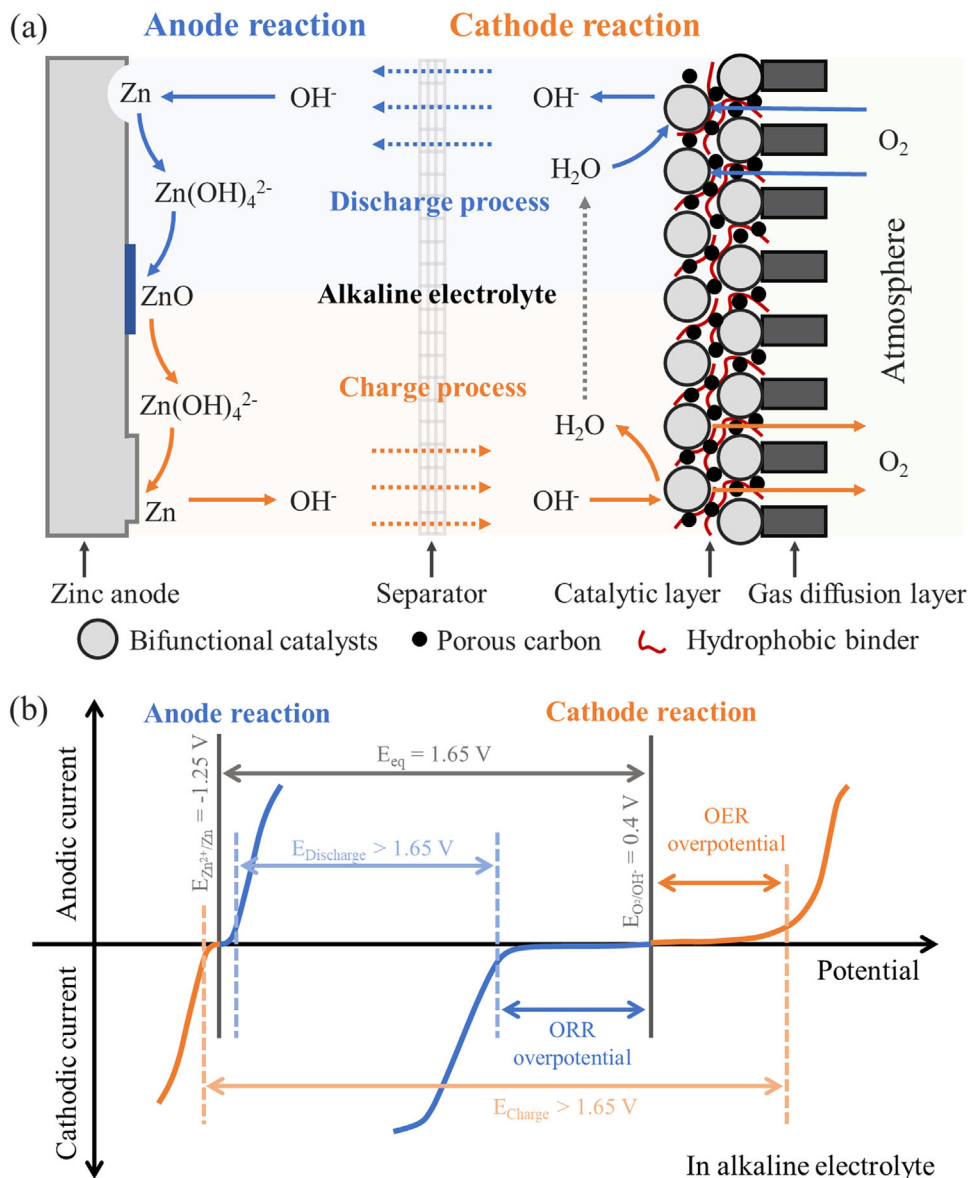 (a)
Anode reaction
Cathode reaction
Zn
OH-
OH-
O2
Zn(OH)4 2-
H2O
Discharge process
ZnO
Alkaline electrolyte
Atmosphere
Charge process
Zn(OH)4 2-
H2O
O2
Zn
OH-
OH-
Zinc anode
Separator
Catalytic layer
Gas diffusion layer
Bifunctional catalysts
Porous carbon
Hydrophobic binder
(b)
Anode reaction
Cathode reaction
Anodic current
E Zn2+/Zn = -1.25 V
Eeq = 1.65 V
E O2/OH- = 0.4 V
OER
overpotential
EDischarge > 1.65 V
Potential
Cathodic current
ORR
overpotential
ECharge > 1.65 V
In alkaline electrolyte